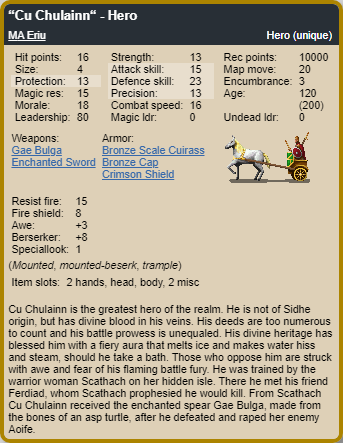 “Cu Chulainn“ - Hero
MA Eriu Hero (unique)
Hit points: 16 Strength: 13 Rec points: 10000
Size: 4 Attack skill: 15 Map move: 20
Protection: 13 Defence skill: 23 Encumbrance: 3
Magic res: 15 Precision: 13 Age: 120
Morale: 18 Combat speed: 16 (200)
Leadership: 80 Magic ldr: 0 Undead ldr: 0
Weapons: Armor:
Gae Bulga Bronze Scale Cuirass
Enchanted Sword Bronze Cap
Crimson Shield
Resist fire: 15
Fire shield: 8
Awe: +3
Berserker: +8
Speciallook: 1
(Mounted, mounted-beserk, trample)
Item slots: 2 hands, head, body, 2 misc
Cu Chulainn is the greatest hero of the realm. He is not of Sidhe
origin, but has divine blood in his veins. His deeds are too numerous
to count and his battle prowess is unequaled. His divine heritage has
blessed him with a fiery aura that melts ice and makes water hiss
and steam, should he take a bath. Those who oppose him are struck
with awe and fear of his flaming battle fury. He was trained by the
warrior woman Scathach on her hidden isle. There he met his friend
Ferdiad, whom Scathach prophesied he would kill. From Scathach
Cu Chulainn received the enchanted spear Gae Bulga, made from
the bones of an asp turtle, after he defeated and raped her enemy
Aoife.